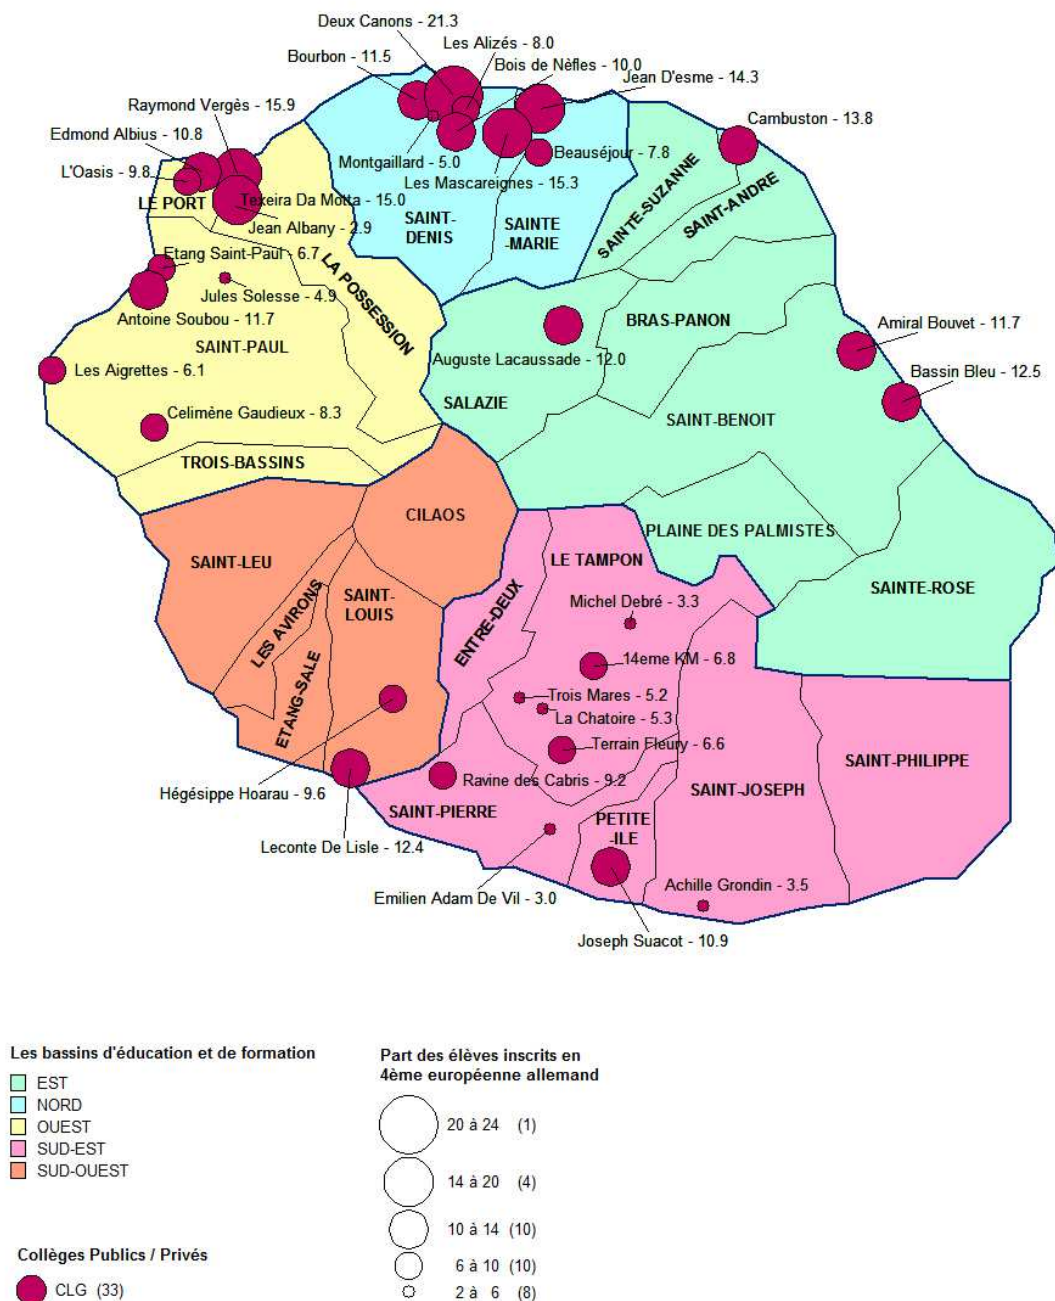 Deux Canons - 21.3
Les Alizés - 8.0
Bourbon - 11.5
Bois de Nèfles - 10.0
Jean D'esme - 14.3
Raymond Vergès - 15.9
Cambuston - 13.8
Edmond Albius - 10.8
Montgaillard - 5.0
Beauséjour - 7.8
L'Oasis - 9.8
Les Mascareignes - 15.3
LE PORT
Texeira Da Motta - 15.0
SAINT-
DENIS
SAINTE
-MARIE
SAINTE-SUZANNE
SAINT-ANDRE
Jean Albany - 2.9
Etang Saint-Paul - 6.7
LA POSSESSION
Jules Solesse - 4.9
Antoine Soubou - 11.7
BRAS-PANON
Amiral Bouvet - 11.7
SAINT-PAUL
Auguste Lacaussade - 12.0
Les Aigrettes - 6.1
Bassin Bleu - 12.5
SALAZIE
Celimène Gaudieux - 8.3
SAINT-BENOIT
TROIS-BASSINS
CILAOS
PLAINE DES PALMISTES
SAINT-LEU
LE TAMPON
SAINTE-ROSE
SAINT-
LOUIS
Michel Debré - 3.3
LES AVIRONS
ENTRE-DEUX
14eme KM - 6.8
ETANG-SALE
Trois Mares - 5.2
La Chatoire - 5.3
Terrain Fleury - 6.6
SAINT-PHILIPPE
Ravine des Cabris - 9.2
Hégésippe Hoarau - 9.6
SAINT-JOSEPH
SAINT-PIERRE
PETITE
-ILE
Leconte De Lisle - 12.4
Achille Grondin - 3.5
Emilien Adam De Vil - 3.0
Joseph Suacot - 10.9
Les bassins d'éducation et de formation
EST
NORD
OUEST
SUD-EST
SUD-OUEST
Part des élèves inscrits en
4ème européenne allemand
20 à 24 (1)
14 à 20 (4)
10 à 14 (10)
6 à 10 (10)
2 à 6 (8)
Collèges Publics / Privés
CLG (33)